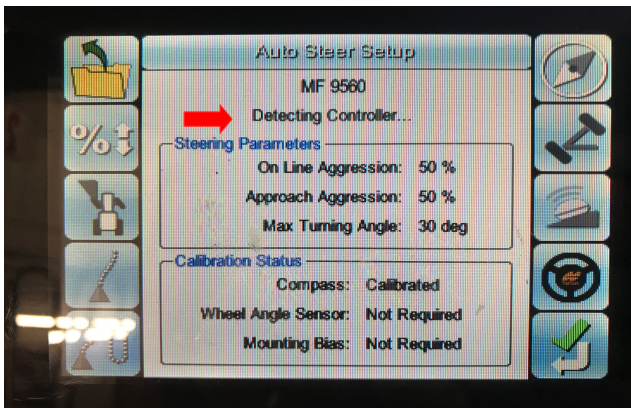 Auto Steer Setup
MF 9560
Detecting Controller...
Steering Parameters
On Line Aggression: 50 %
Approach Aggression: 50 %
Max Turning Angle: 30 deg
Calibration Status
Compass: Calibrated
Wheel Angle Sensor: Not Required
Mounting Bias: Not Required
%